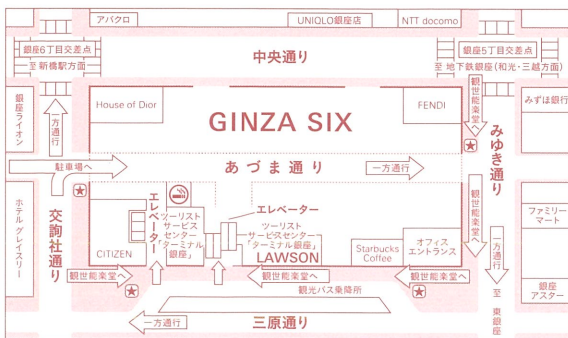 アバクロ
UNIQLO銀座店
NTT docomo
銀座6丁目交差点
至 新橋駅方面
中央通り
銀座5丁目交差点
至 地下鉄銀座(和光・三越方面)
銀座ライオン
一方通行
House of Dior
GINZA SIX
FENDI
観世能楽堂へ
みずほ銀行
みゆき通り
駐車場へ
あづま通り
一方通行
ホテル グレイスリー
交詢社通り
エレベーター
ツーリスト
サービス
センター
「ターミナル
銀座」
エレベーター
ツーリスト
サービスセンター
「ターミナル銀座」
LAWSON
CITIZEN
Starbucks
Coffee
オフィス
エントランス
観世能楽堂へ
一方通行
至 東銀座
ファミリー
マート
銀座
アスター
観世能楽堂へ
観世能楽堂へ
観世能楽堂へ
観光バス乗降所
一方通行
三原通り